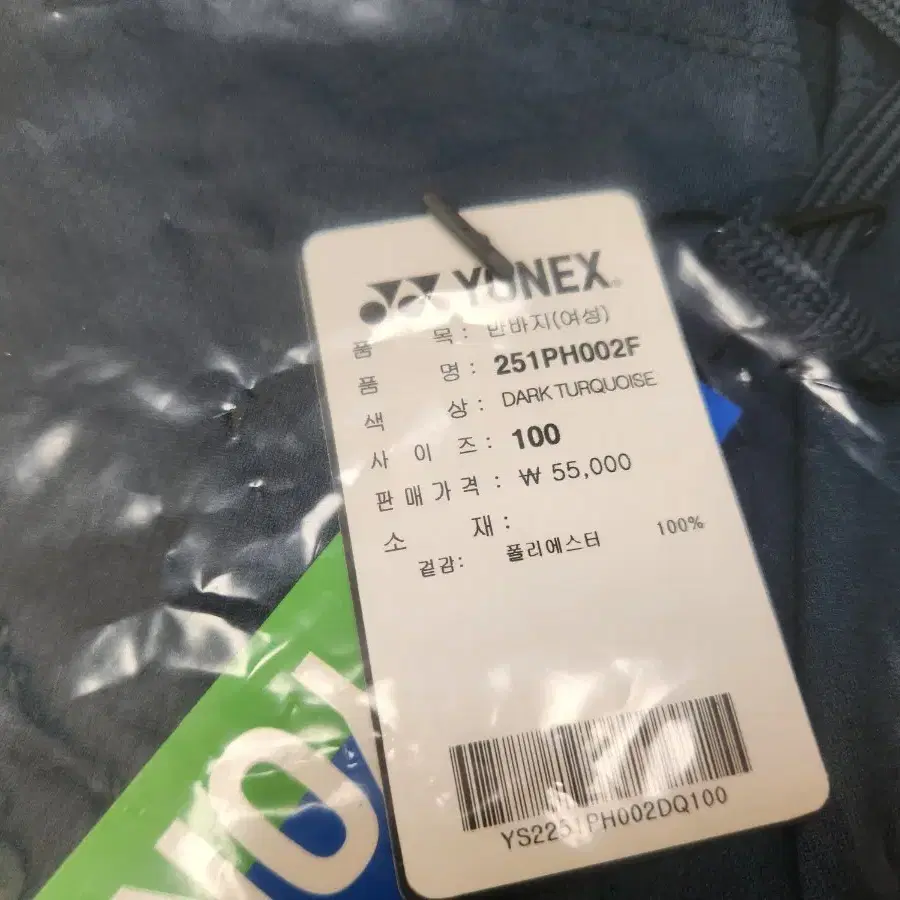 YONEX
품 목 : 반바지(여성)
품 명 : 251PH002F
색 상 : DARK TURQUOISE
사 이 즈 : 100
판 매 가 격 : ₩ 55,000
소 재 :
겉감: 폴리에스터 100%
YS2251PH002DQ100